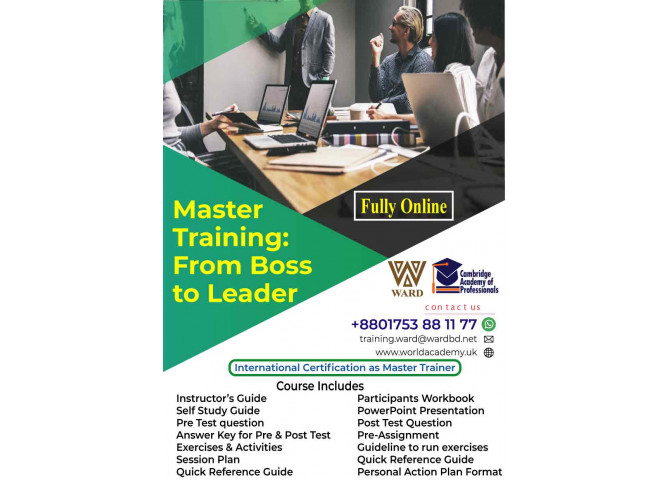 Fully Online
Master
Training:
From Boss
to Leader
WARD
Cambridge
Academy of
Professionals
contact us
+8801753 88 11 77
training.ward@wardbd.net
www.worldacademy.uk
International Certification as Master Trainer
Course Includes
Instructor's Guide
Self Study Guide
Pre Test question
Answer Key for Pre & Post Test
Exercises & Activities
Session Plan
Quick Reference Guide
Participants Workbook
PowerPoint Presentation
Post Test Question
Pre-Assignment
Guideline to run exercises
Quick Reference Guide
Personal Action Plan Format